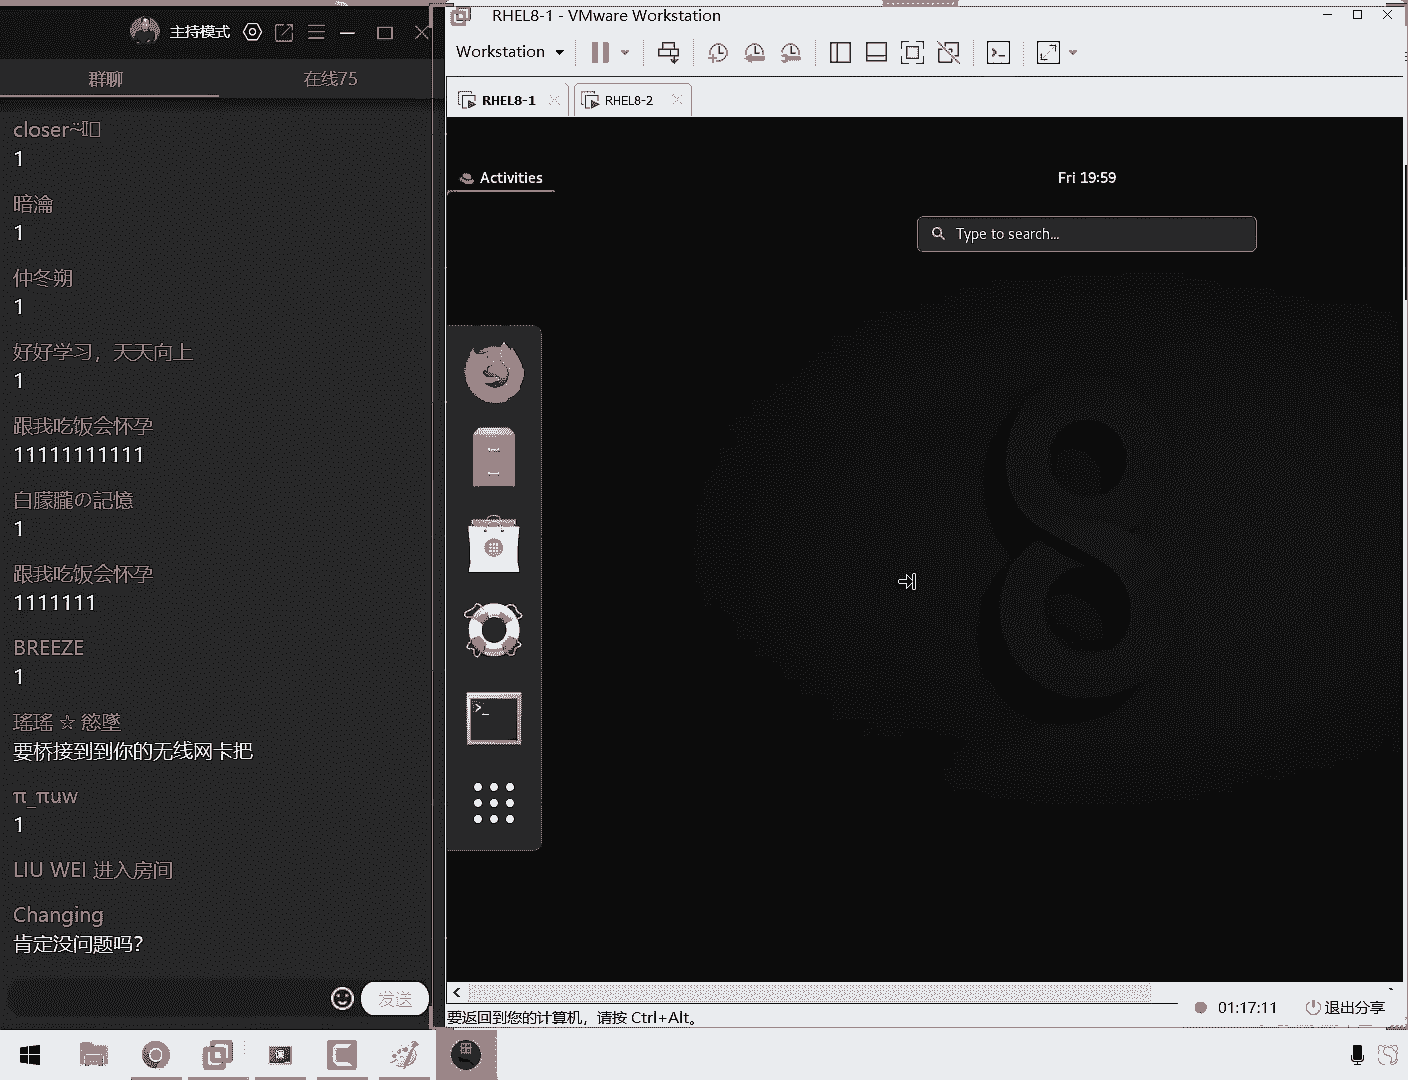 主持模式
群聊
在线75
closer~
1
暗瀹
1
仲冬朔
1
好好学习，天天向上
1
跟我吃饭会怀孕
11111111111
白朦朧の記憶
1
跟我吃饭会怀孕
1111111
BREEZE
1
瑤瑤 ☆ 慾墜
要桥接到到你的无线网卡把
π_πuw
1
LIU WEI 进入房间
Changing
肯定没问题吗?
发送
RHEL8-1 - VMware Workstation
Workstation
RHEL8-1
RHEL8-2
Activities
Fri 19:59
Type to search...
要返回到您的计算机，请按 Ctrl+Alt。
01:17:11
退出分享